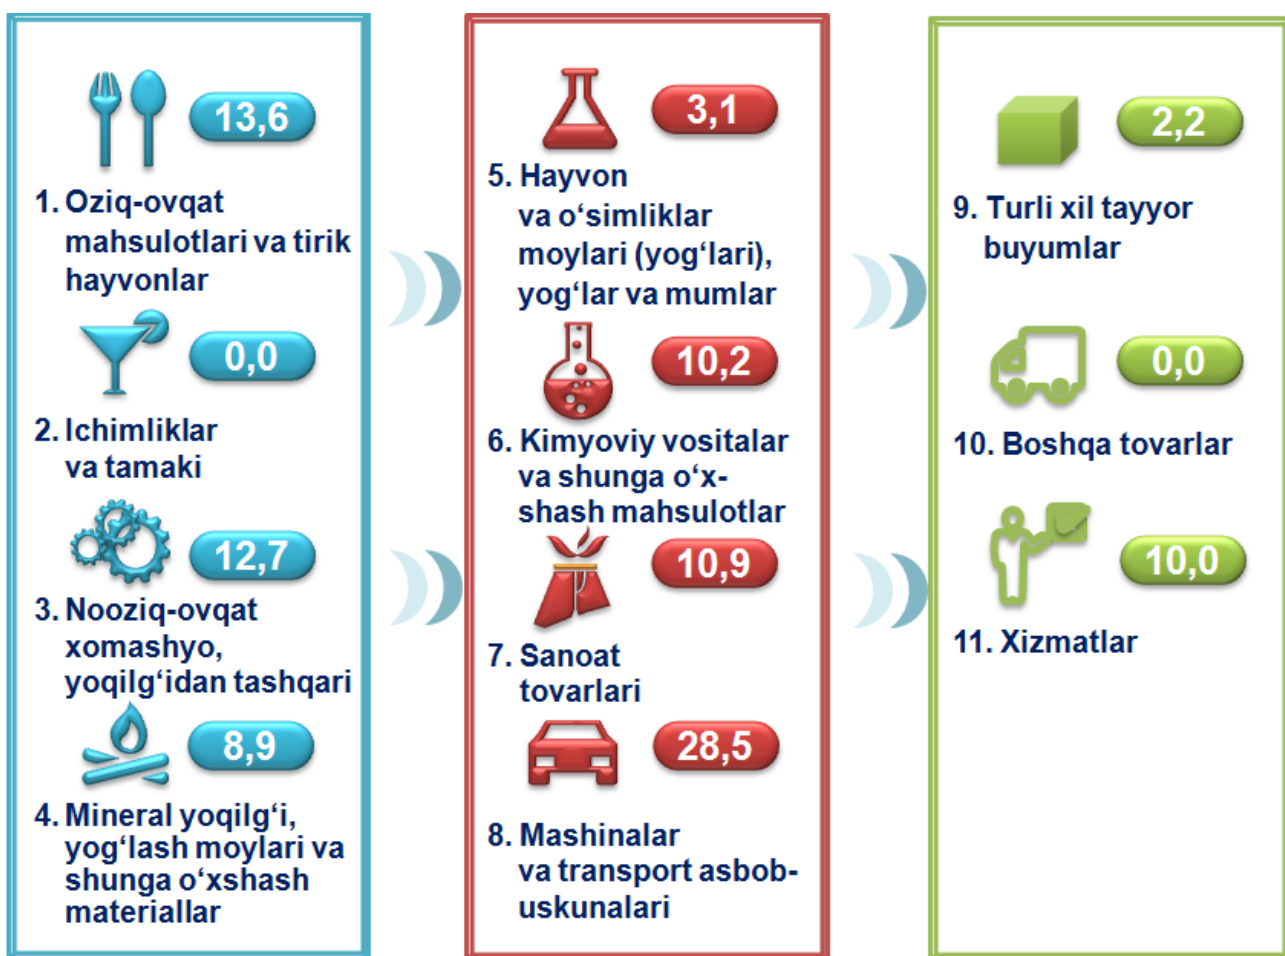 13,6
1. Oziq-ovqat
mahsulotlari va tirik
hayvonlar
0,0
2. Ichimliklar
va tamaki
12,7
3. Nooziq-ovqat
xomashyo,
yoqilg‘idan tashqari
8,9
4. Mineral yoqilg‘i,
yog‘lash moylari va
shunga o‘xshash
materiallar
3,1
5. Hayvon
va o‘simliklar
moylari (yog‘lari),
yog‘lar va mumlar
10,2
6. Kimyoviy vositalar
va shunga o‘x-
shash mahsulotlar
10,9
7. Sanoat
tovarlari
28,5
8. Mashinalar
va transport asbob-
uskunalari
2,2
9. Turli xil tayyor
buyumlar
0,0
10. Boshqa tovarlar
10,0
11. Xizmatlar